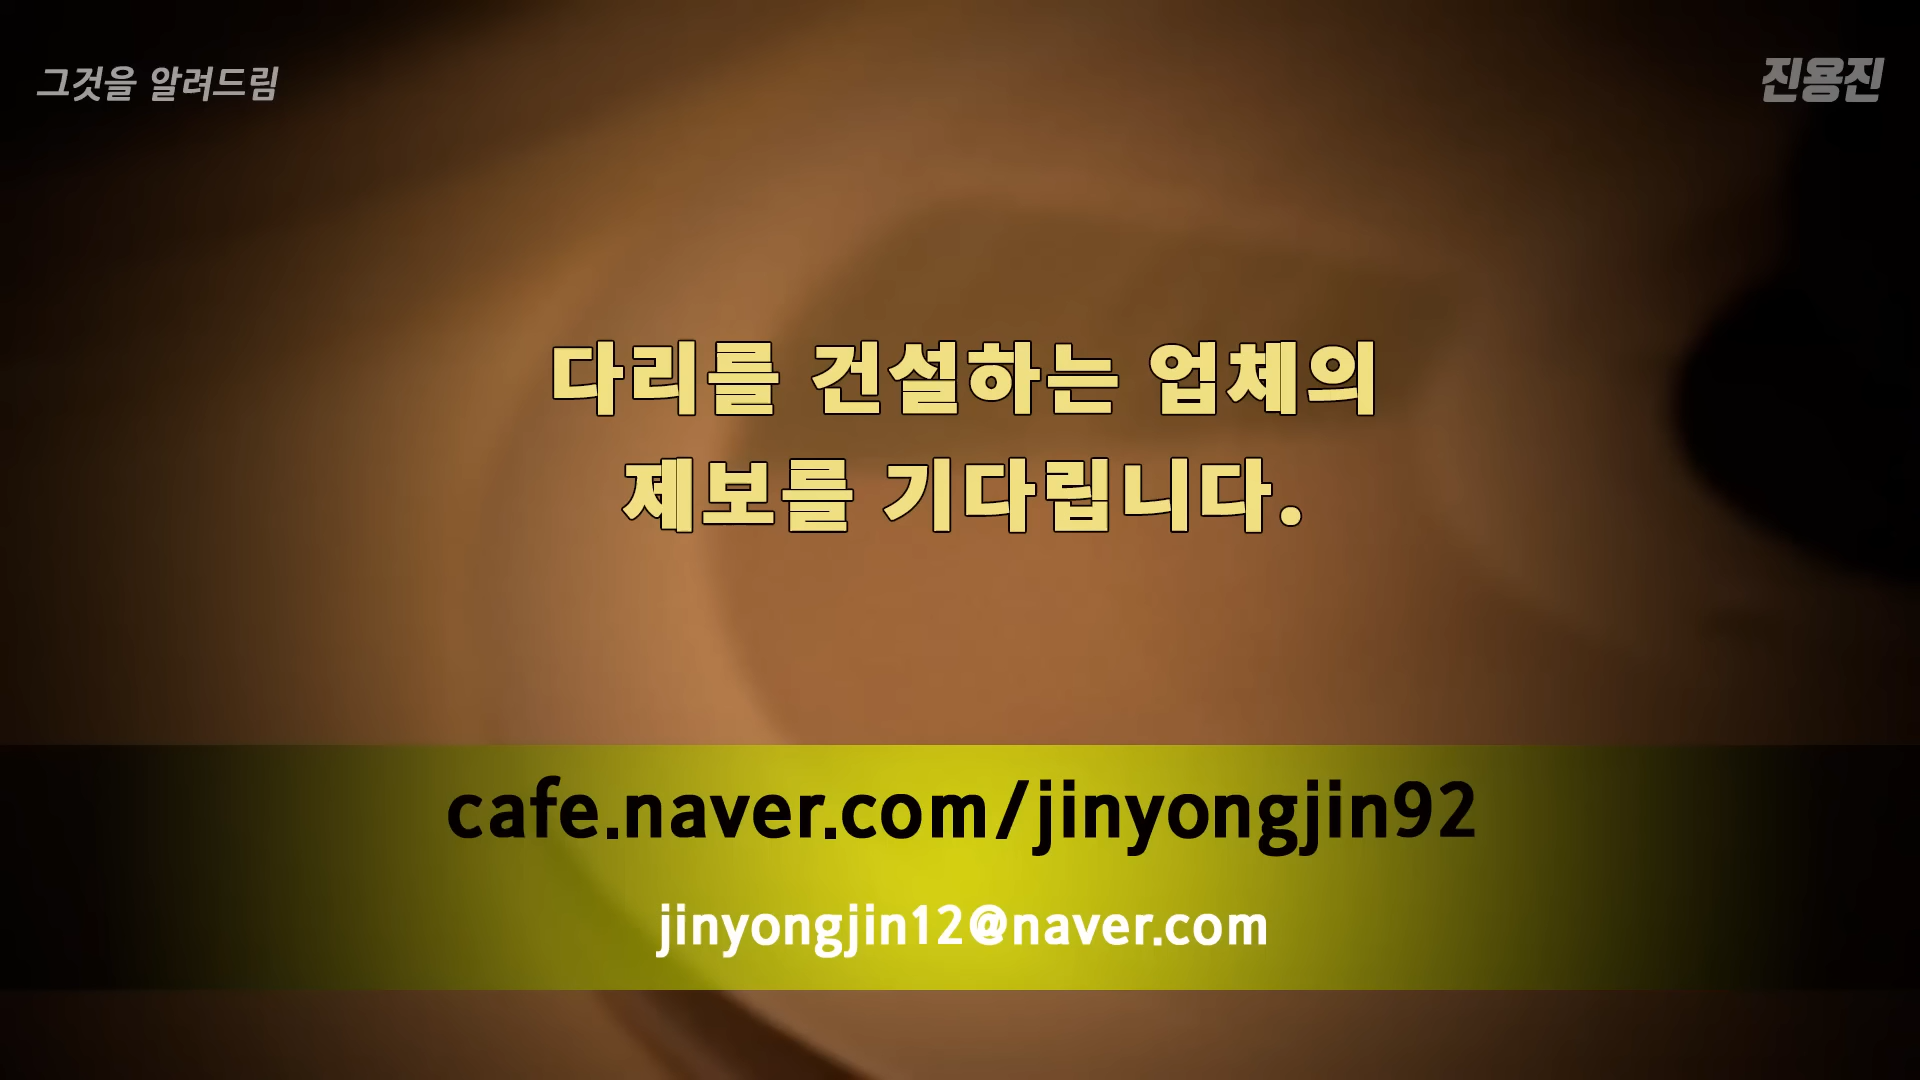 그것을 알려드림
진용진
다리를 건설하는 업체의
제보를 기다립니다.
cafe.naver.com/jinyongjin92
jinyongjin12@naver.com